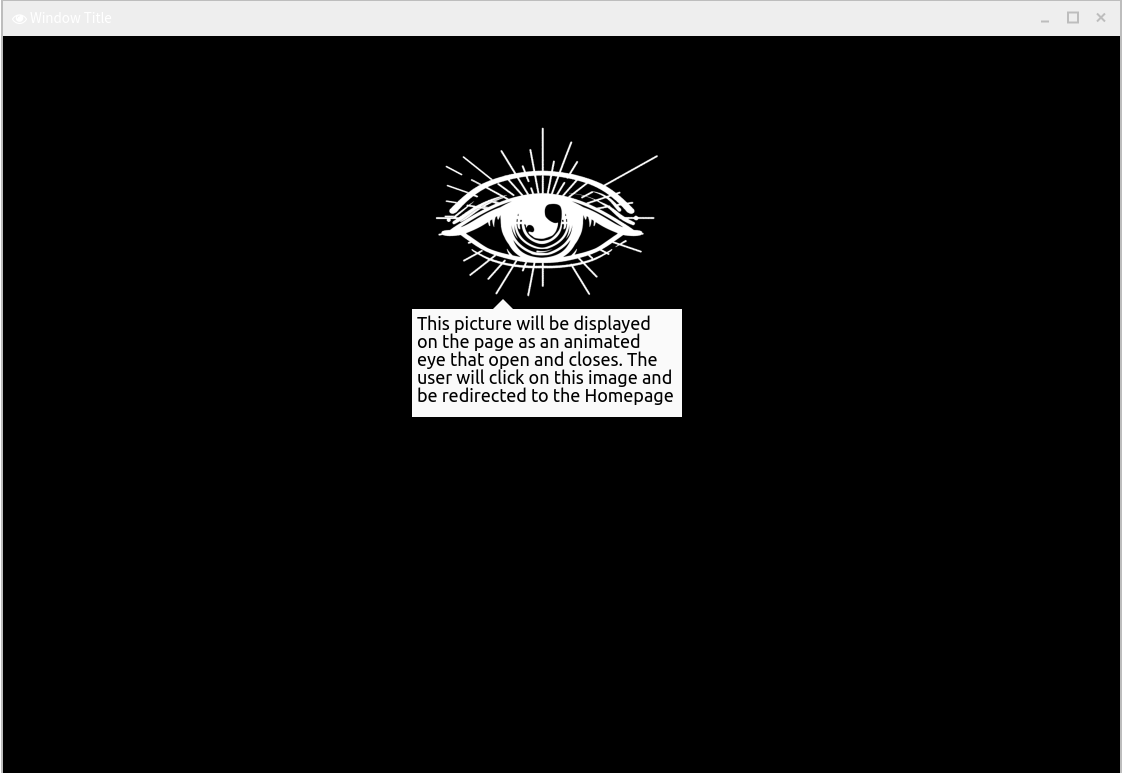 Window Title
This picture will be displayed
on the page as an animated
eye that open and closes. The
user will click on this image and
be redirected to the Homepage